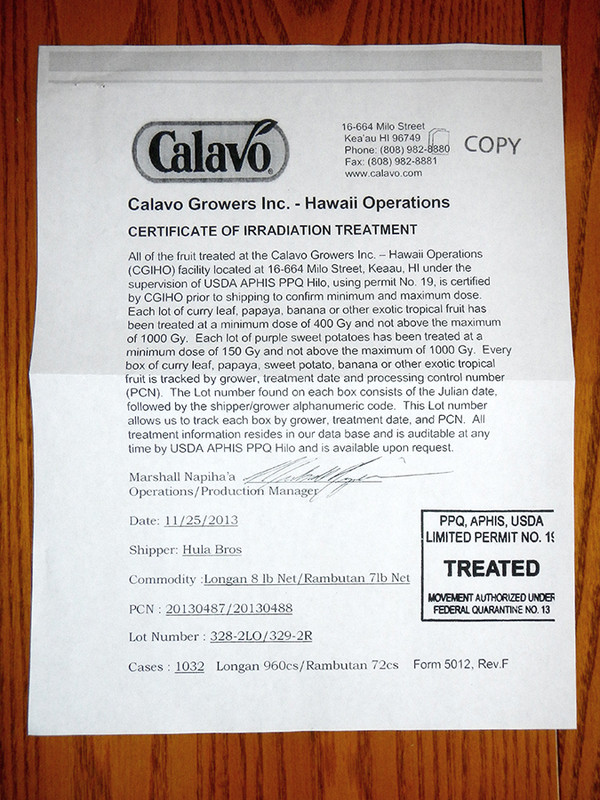 Calavo®
16-664 Milo Street
Kea'au HI 96749
Phone: (808) 982-8880
Fax: (808) 982-8881
www.calavo.com
COPY
Calavo Growers Inc. - Hawaii Operations
CERTIFICATE OF IRRADIATION TREATMENT
All of the fruit treated at the Calavo Growers Inc. – Hawaii Operations
(CGIHO) facility located at 16-664 Milo Street, Keaau, HI under the
supervision of USDA APHIS PPQ Hilo, using permit No. 19, is certified
by CGIHO prior to shipping to confirm minimum and maximum dose.
Each lot of curry leaf, papaya, banana or other exotic tropical fruit has
been treated at a minimum dose of 400 Gy and not above the maximum
of 1000 Gy. Each lot of purple sweet potatoes has been treated at a
minimum dose of 150 Gy and not above the maximum of 1000 Gy. Every
box of curry leaf, papaya, sweet potato, banana or other exotic tropical
fruit is tracked by grower, treatment date and processing control number
(PCN). The Lot Number found on each box consists of the Julian date,
followed by the shipper/grower alphanumeric code. This Lot number
allows us to track each box by grower, treatment date, and PCN. All
treatment information resides in our data base and is auditable at any
time by USDA APHIS PPQ Hilo and is available upon request.
Marshall Napiha'a
Operations/Production Manager
Date: 11/25/2013
Shipper: Hula Bros
Commodity :Longan 8 lb Net/Rambutan 7lb Net
PCN : 20130487/20130488
Lot Number : 328-2LO/329-2R
Cases : 1032 Longan 960cs/Rambutan 72cs Form 5012, Rev.F
PPQ, APHIS, USDA
LIMITED PERMIT NO. 19
TREATED
MOVEMENT AUTHORIZED UNDER
FEDERAL QUARANTINE NO. 13